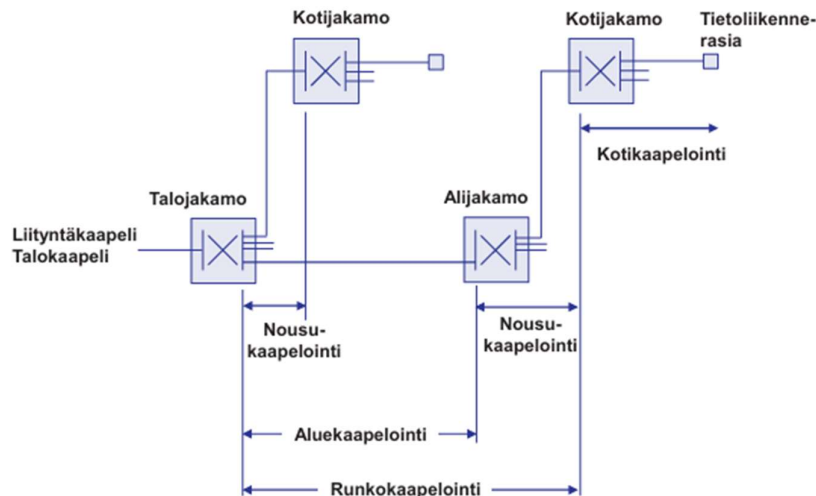 Kotijakamo
Kotijakamo
Tietoliikenne-
rasia
Kotikaapelointi
Talojakamo
Alijakamo
Liityntäkaapeli
Talokaapeli
Nousu-
kaapelointi
Nousu-
kaapelointi
Aluekaapelointi
Runkokaapelointi